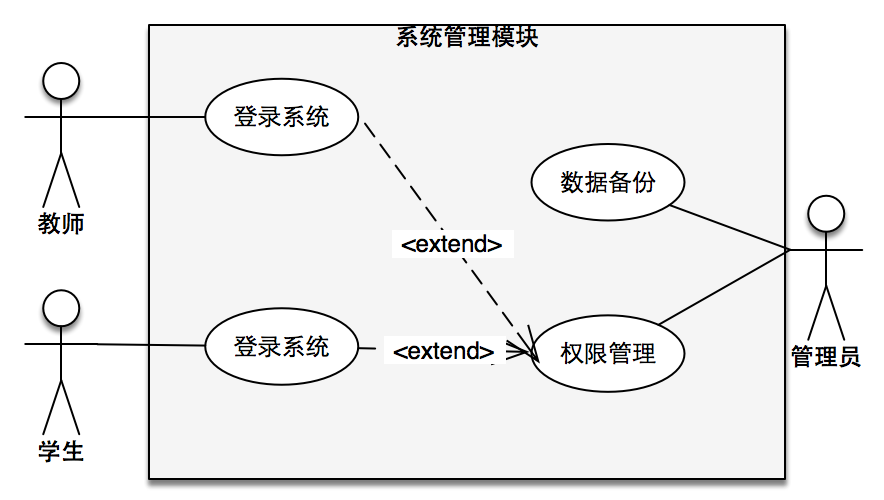 系统管理模块
登录系统
教师
数据备份
<extend>
登录系统
<extend>
权限管理
管理员
学生